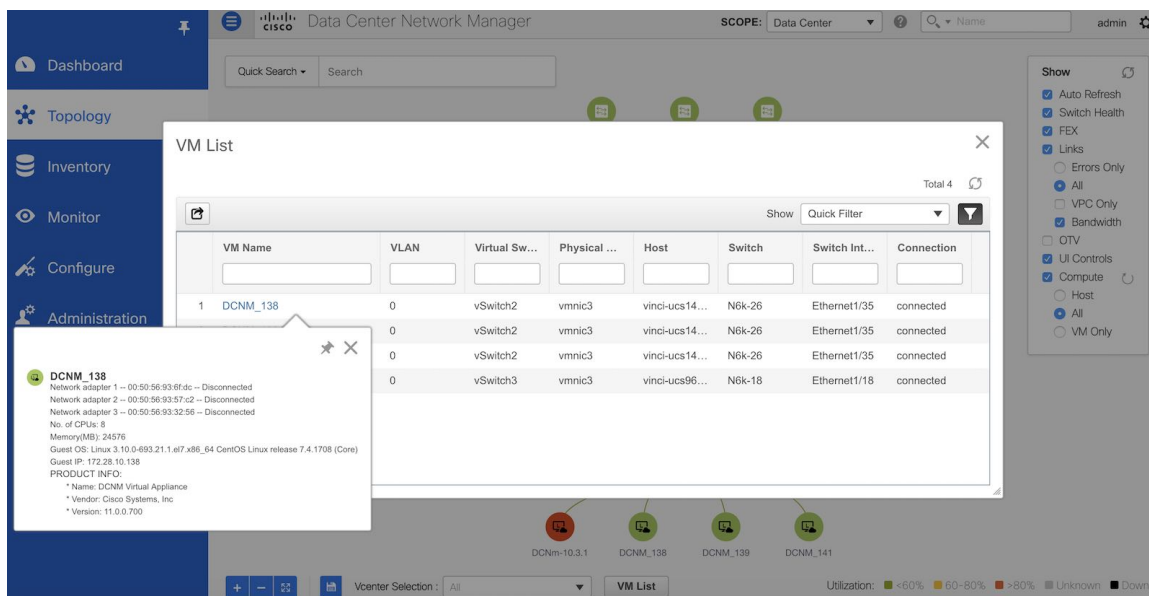 cisco Data Center Network Manager
SCOPE: Data Center
Name
admin
Dashboard
Topology
Inventory
Monitor
Configure
Administration
Quick Search
Search
Show
Auto Refresh
Switch Health
FEX
Links
Errors Only
All
VPC Only
Bandwidth
OTV
UI Controls
Compute
Host
All
VM Only
VM List
Total 4
Show Quick Filter
VM Name VLAN Virtual Sw... Physical ... Host Switch Switch Int... Connection
1 DCNM_138 0 vSwitch2 vmnic3 vinci-ucs14... N6k-26 Ethernet1/35 connected
0 vSwitch2 vmnic3 vinci-ucs14... N6k-26 Ethernet1/35 connected
0 vSwitch2 vmnic3 vinci-ucs14... N6k-26 Ethernet1/35 connected
0 vSwitch3 vmnic3 vinci-ucs96... N6k-18 Ethernet1/18 connected
DCNM_138
Network adapter 1 -- 00:50:56:93:6f:dc -- Disconnected
Network adapter 2 -- 00:50:56:93:57:c2 -- Disconnected
Network adapter 3 -- 00:50:56:93:32:56 -- Disconnected
No. of CPUs: 8
Memory(MB): 24576
Guest OS: Linux 3.10.0-693.21.1.el7.x86_64 CentOS Linux release 7.4.1708 (Core)
Guest IP: 172.28.10.138
PRODUCT INFO:
* Name: DCNM Virtual Appliance
* Vendor: Cisco Systems, Inc
* Version: 11.0.0.700
DCNm-10.3.1 DCNM_138 DCNM_139 DCNM_141
Vcenter Selection : All
VM List
Utilization: <60% 60-80% >80% Unknown Down